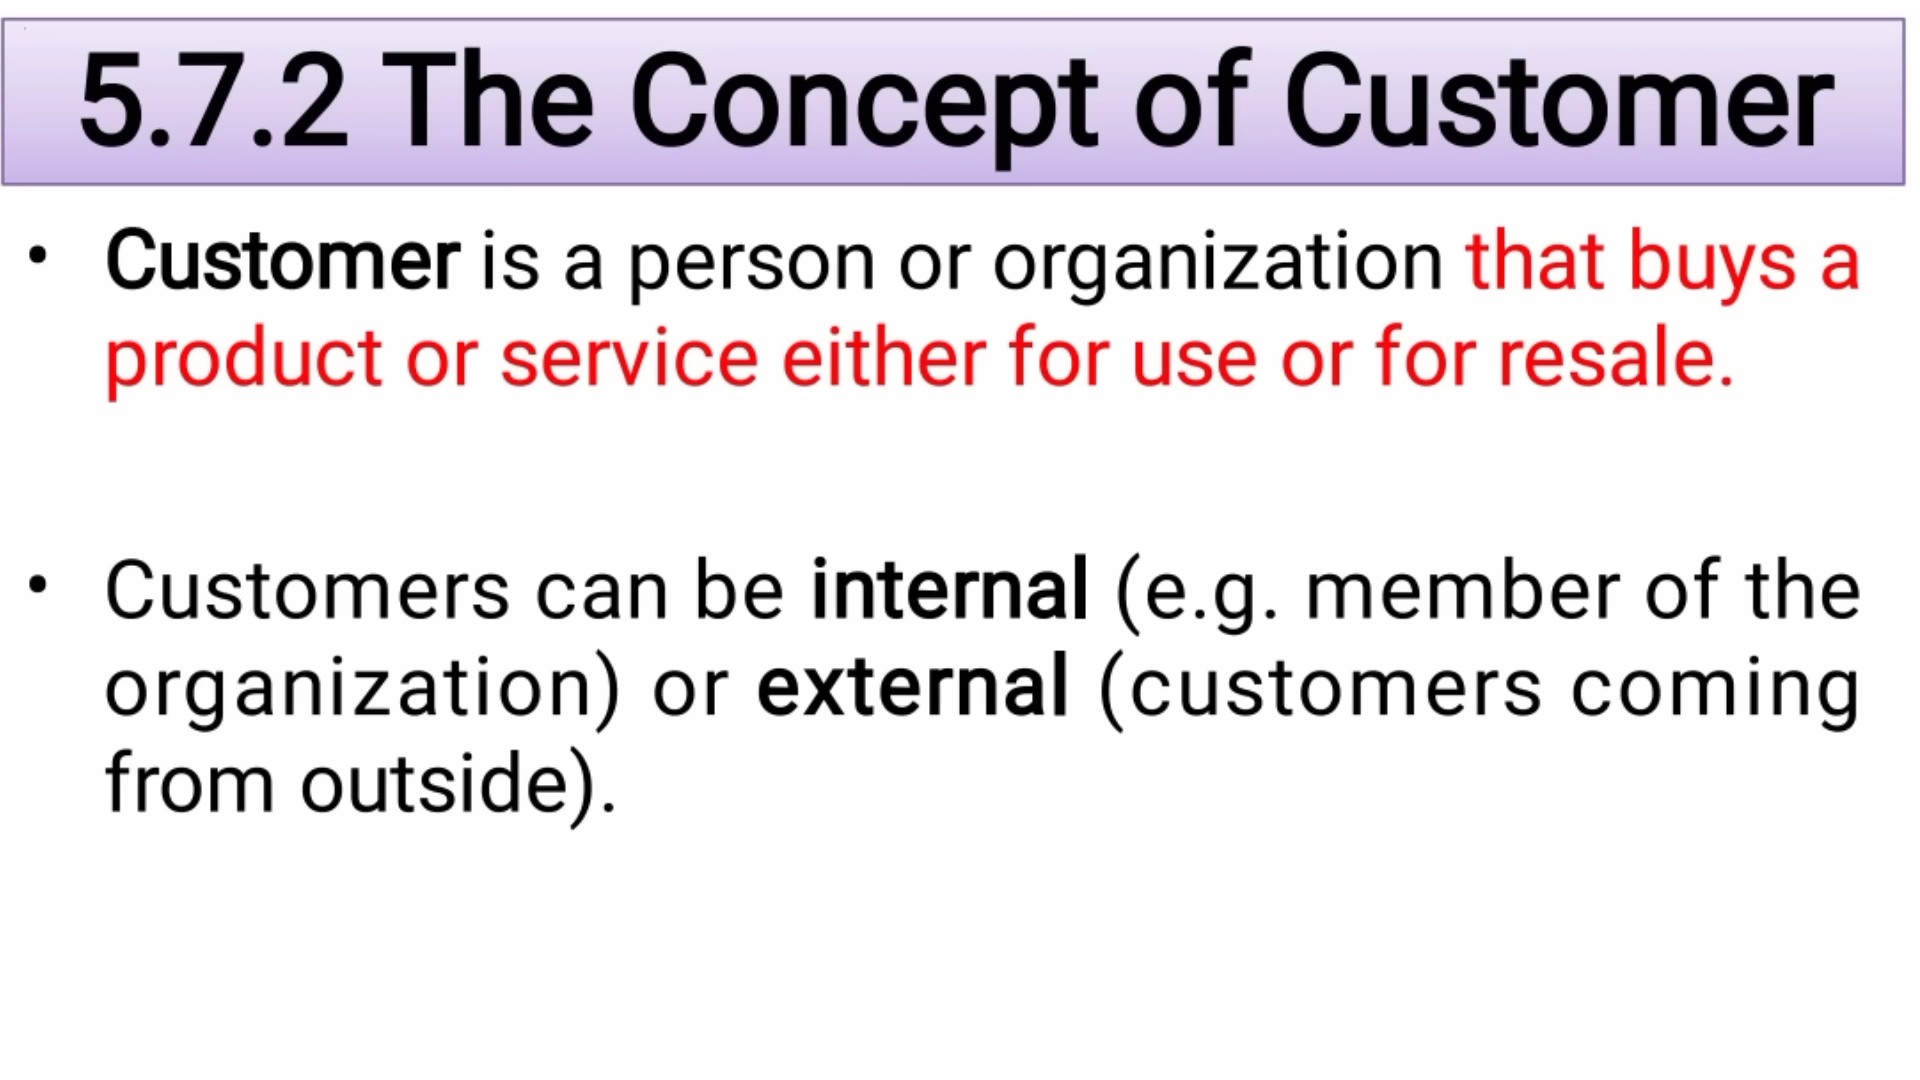 5.7.2 The Concept of Customer
• Customer is a person or organization that buys a
product or service either for use or for resale.
• Customers can be internal (e.g. member of the
organization) or external (customers coming
from outside).